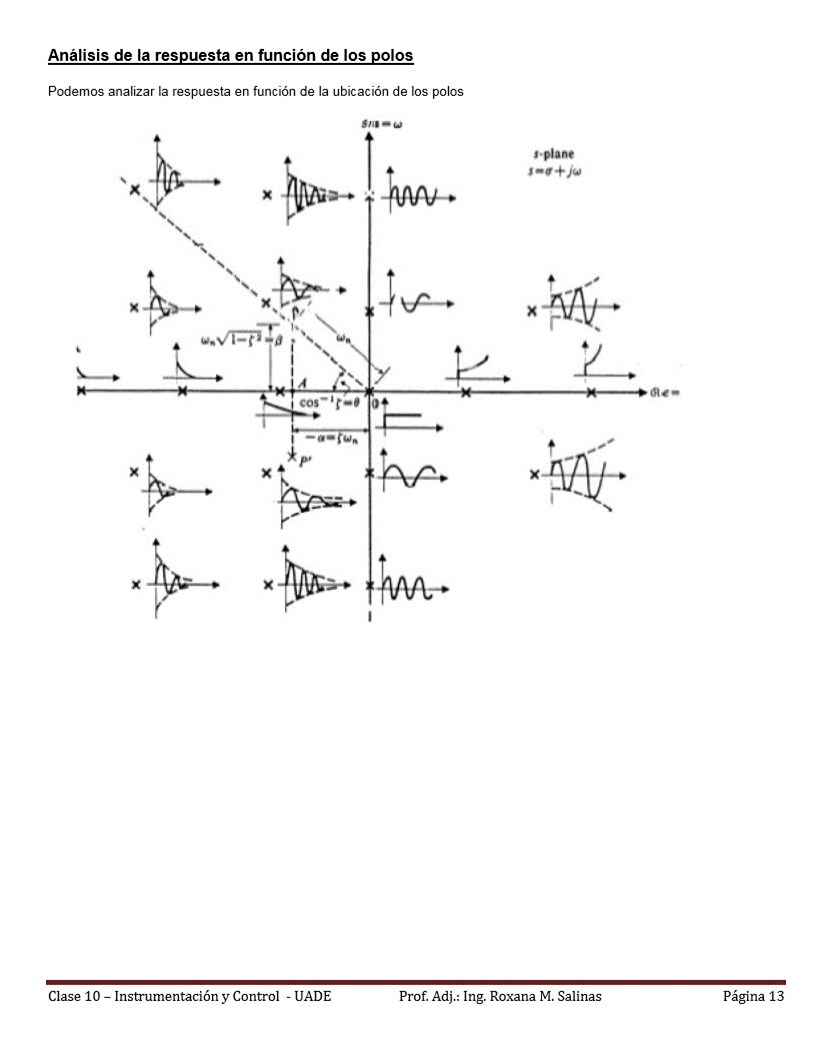 Análisis de la respuesta en función de los polos
Podemos analizar la respuesta en función de la ubicación de los polos
s-plane
s=σ+jω
ωₙ√1−ζ²=β
ωₙ
A
cos⁻¹ζ=θ
0
−α=ζωₙ
P'
Clase 10 – Instrumentación y Control - UADE Prof. Adj.: Ing. Roxana M. Salinas Página 13